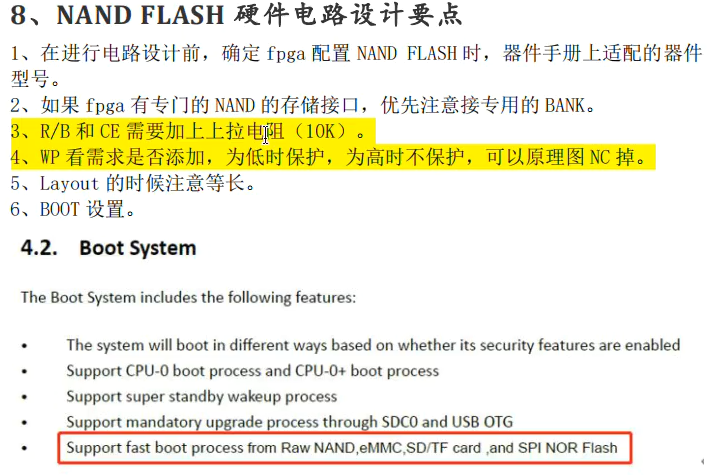 8、NAND FLASH 硬件电路设计要点
1、在进行电路设计前，确定 fpga 配置 NAND FLASH 时，器件手册上适配的器件
型号。
2、如果 fpga 有专门的 NAND 的存储接口，优先注意接专用的 BANK。
3、R/B 和 CE 需要加上上拉电阻（10K）。
4、WP 看需求是否添加，为低时保护，为高时不保护，可以原理图 NC 掉。
5、Layout 的时候注意等长。
6、BOOT 设置。
4.2. Boot System
The Boot System includes the following features:
• The system will boot in different ways based on whether its security features are enabled
• Support CPU-0 boot process and CPU-0+ boot process
• Support super standby wakeup process
• Support mandatory upgrade process through SDC0 and USB OTG
• Support fast boot process from Raw NAND,eMMC,SD/TF card ,and SPI NOR Flash